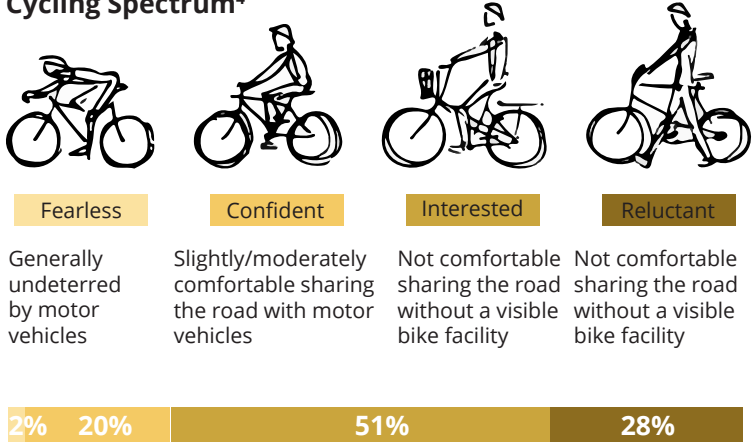 Cycling Spectrum⁴
Fearless
Confident
Interested
Reluctant
Generally
undeterred
by motor
vehicles
Slightly/moderately
comfortable sharing
the road with motor
vehicles
Not comfortable
sharing the road
without a visible
bike facility
Not comfortable
sharing the road
without a visible
bike facility
2% 20% 51% 28%